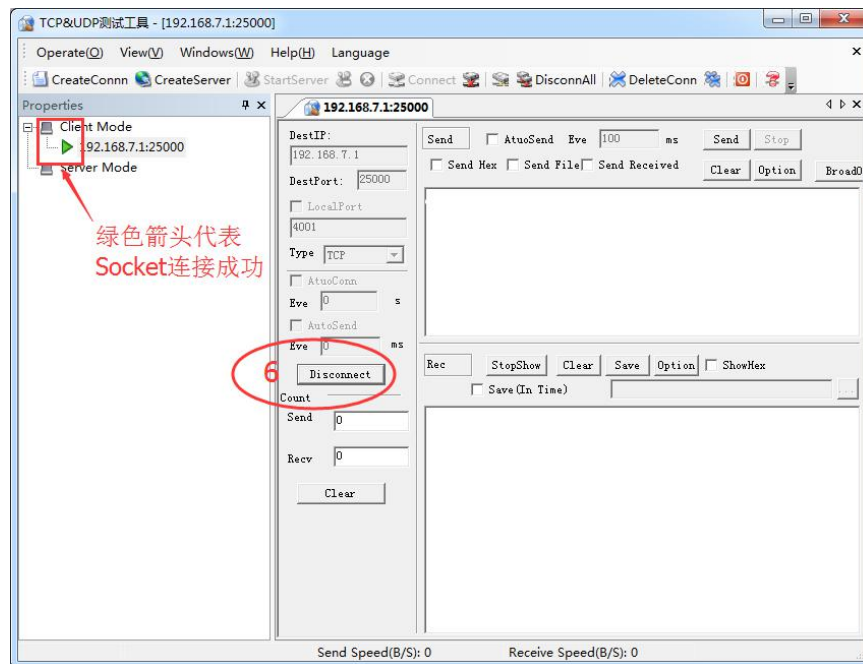 TCP&UDP测试工具 - [192.168.7.1:25000]
Operate(O) View(V) Windows(W) Help(H) Language
CreateConnn CreateServer StartServer Connect DisconnAll DeleteConn
Properties
Client Mode
192.168.7.1:25000
Server Mode
绿色箭头代表
Socket连接成功
192.168.7.1:25000
DestIP:
192.168.7.1
DestPort: 25000
LocalPort
4001
Type TCP
AtuoConn
Eve 0 s
AutoSend
Eve 0 ms
6 Disconnect
Count
Send 0
Recv 0
Clear
Send AtuoSend Eve 100 ms Send Stop
Send Hex Send File Send Received Clear Option BroadO
Rec StopShow Clear Save Option ShowHex
Save(In Time) ...
Send Speed(B/S): 0 Receive Speed(B/S): 0